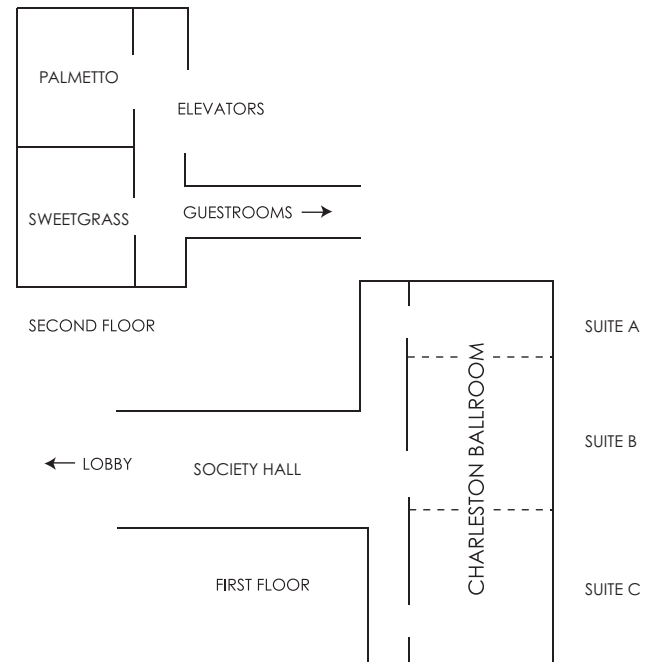 PALMETTO
ELEVATORS
SWEETGRASS
GUESTROOMS
SECOND FLOOR
SUITE A
CHARLESTON BALLROOM
SUITE B
LOBBY
SOCIETY HALL
FIRST FLOOR
SUITE C